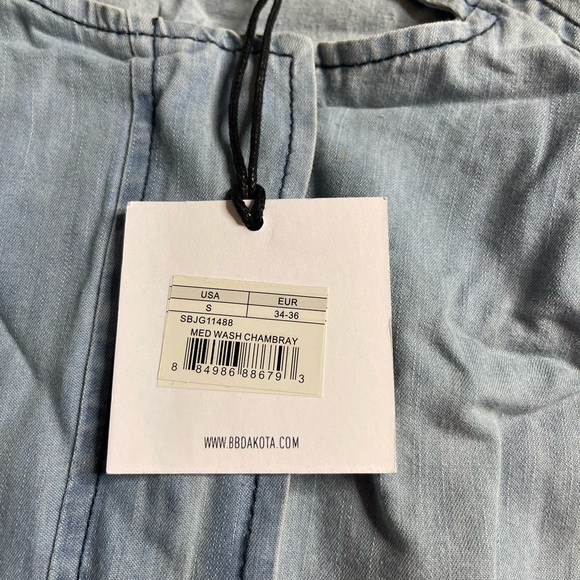 USA EUR
S 34-36
SBJG11488
MED WASH CHAMBRAY
8 84986 88679 3
WWW.BBDAKOTA.COM